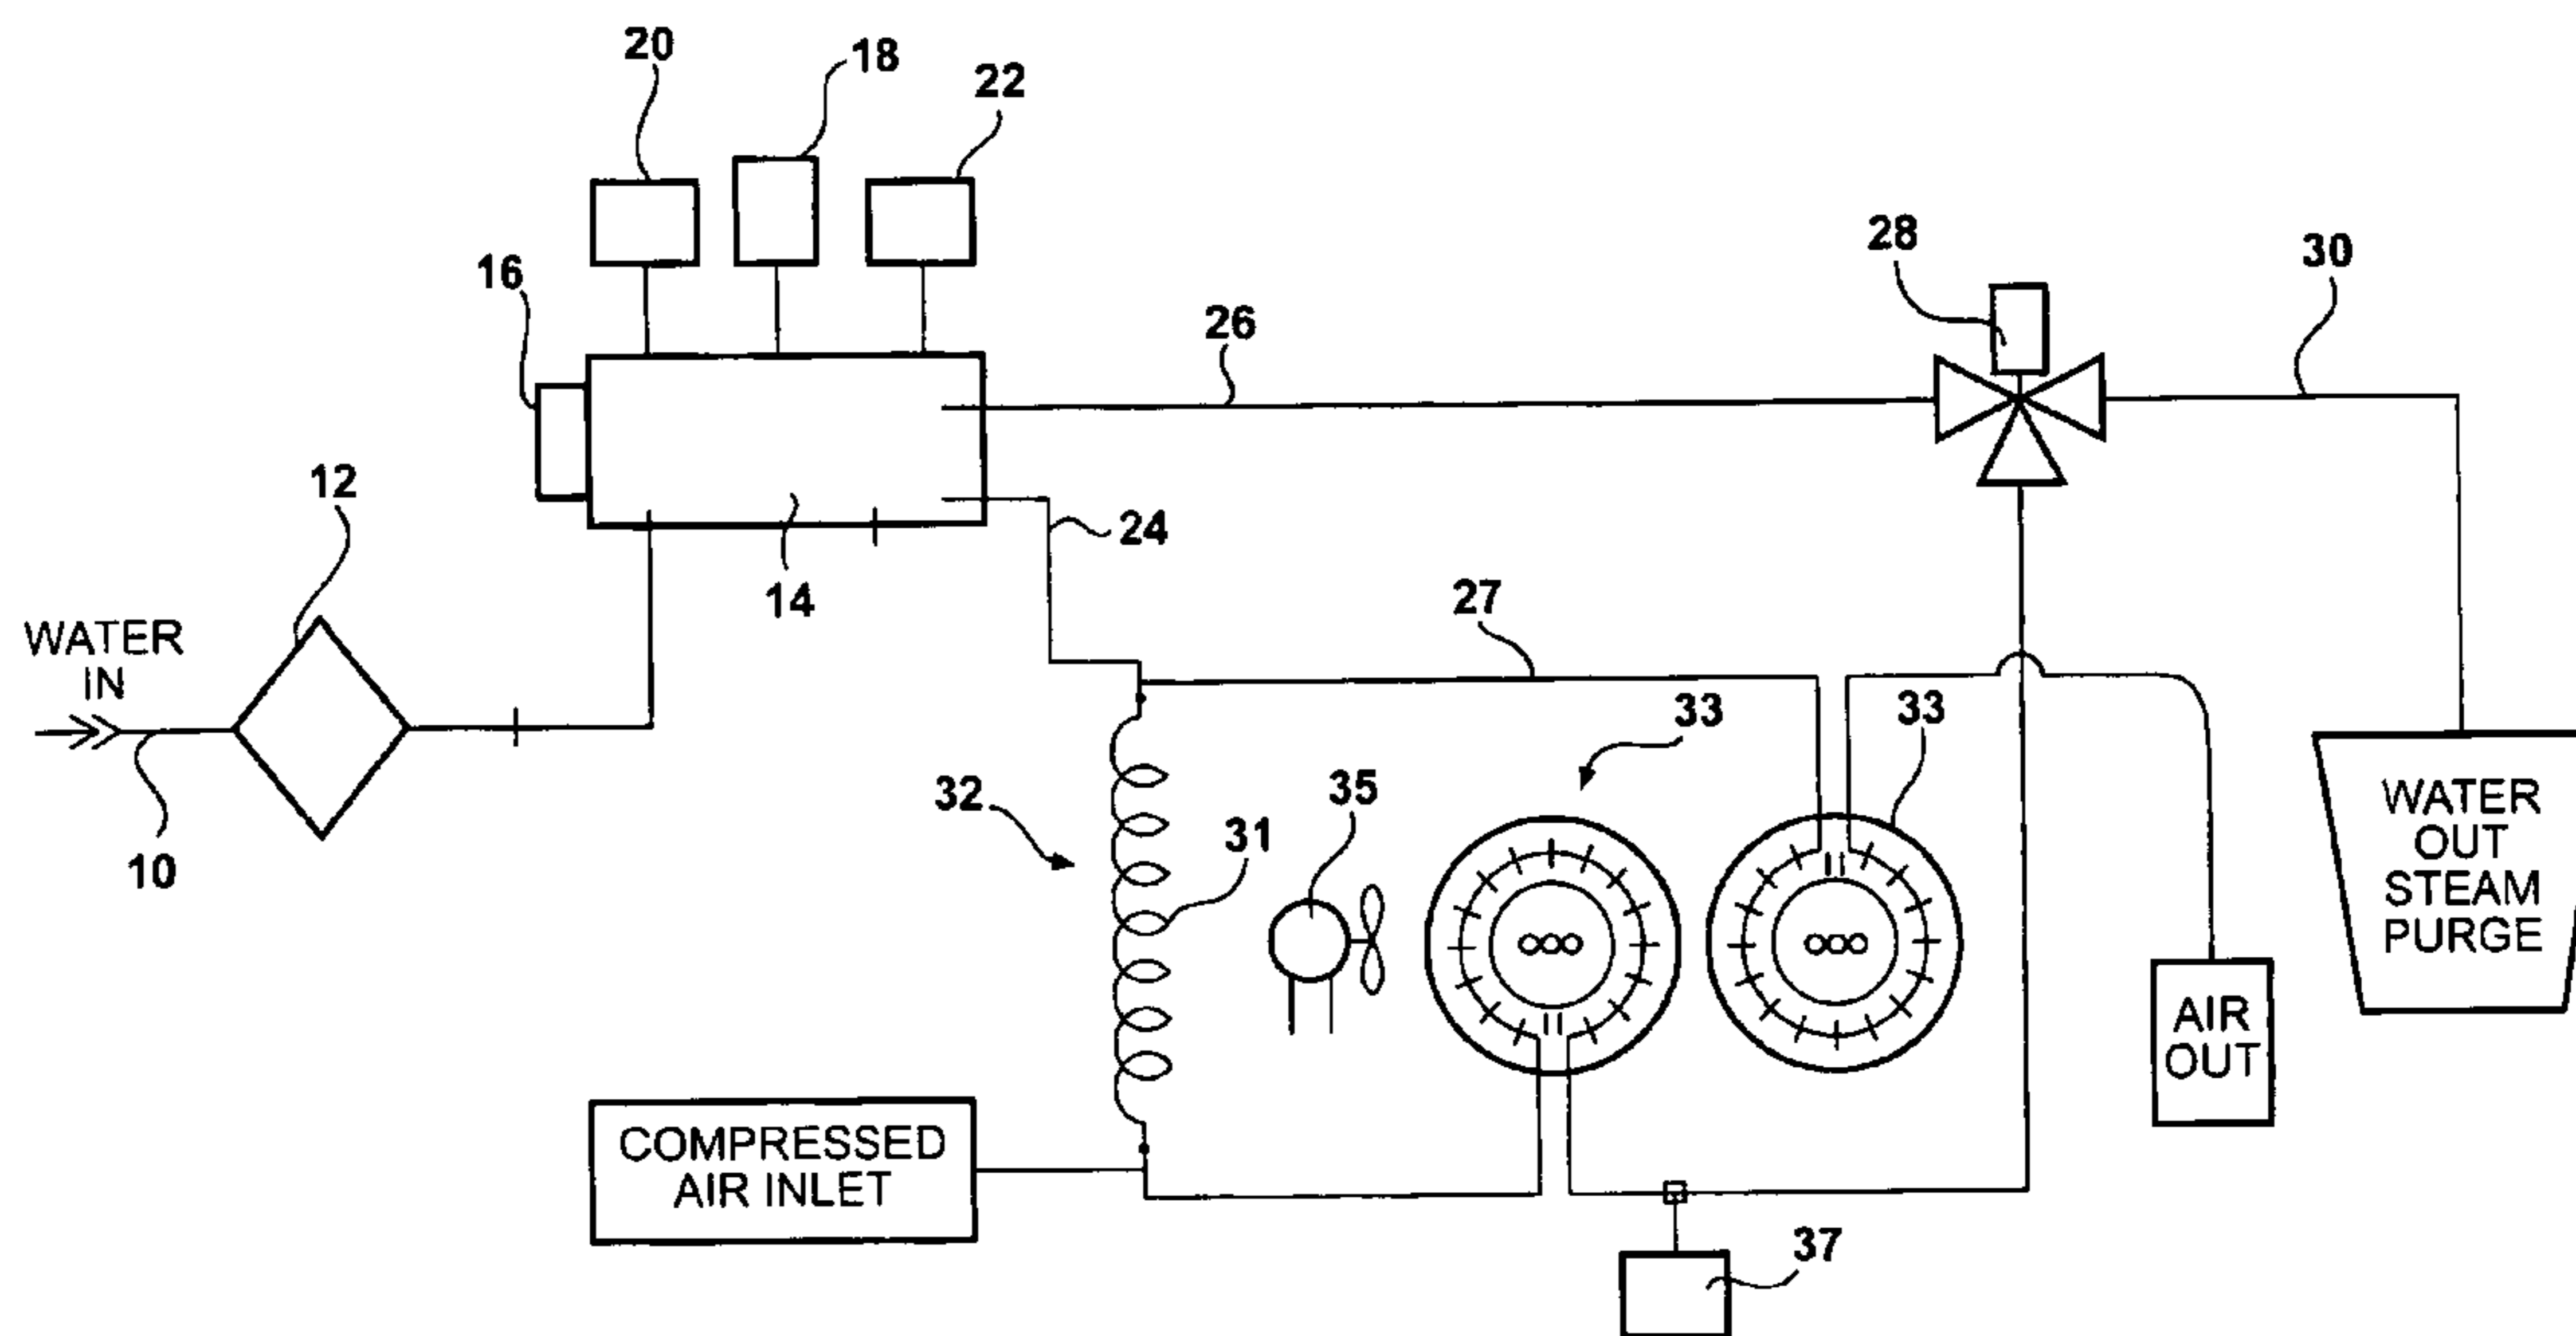 20
18
22
16
28
30
26
12
24
14
27
WATER
IN
33
33
32
35
31
10
WATER
OUT
STEAM
PURGE
AIR
OUT
COMPRESSED
AIR INLET
37